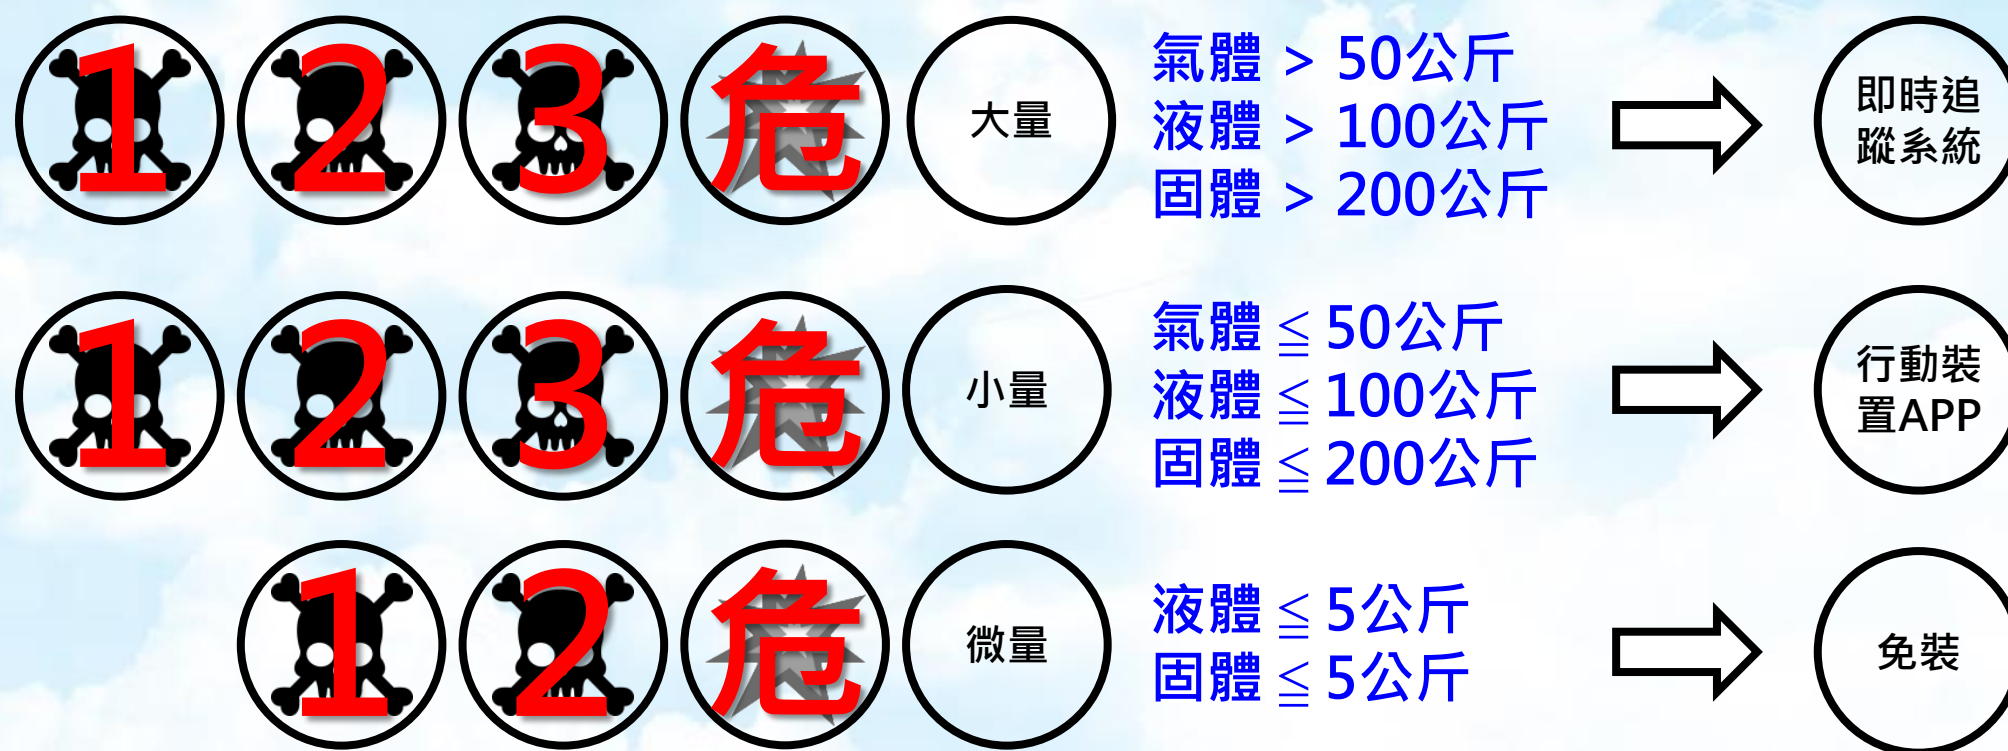 1 2 3 危 大量
氣體 > 50公斤
液體 > 100公斤
固體 > 200公斤
即時追
蹤系統
1 2 3 危 小量
氣體 ≦ 50公斤
液體 ≦ 100公斤
固體 ≦ 200公斤
行動裝
置APP
1 2 危 微量
液體 ≦ 5公斤
固體 ≦ 5公斤
免裝